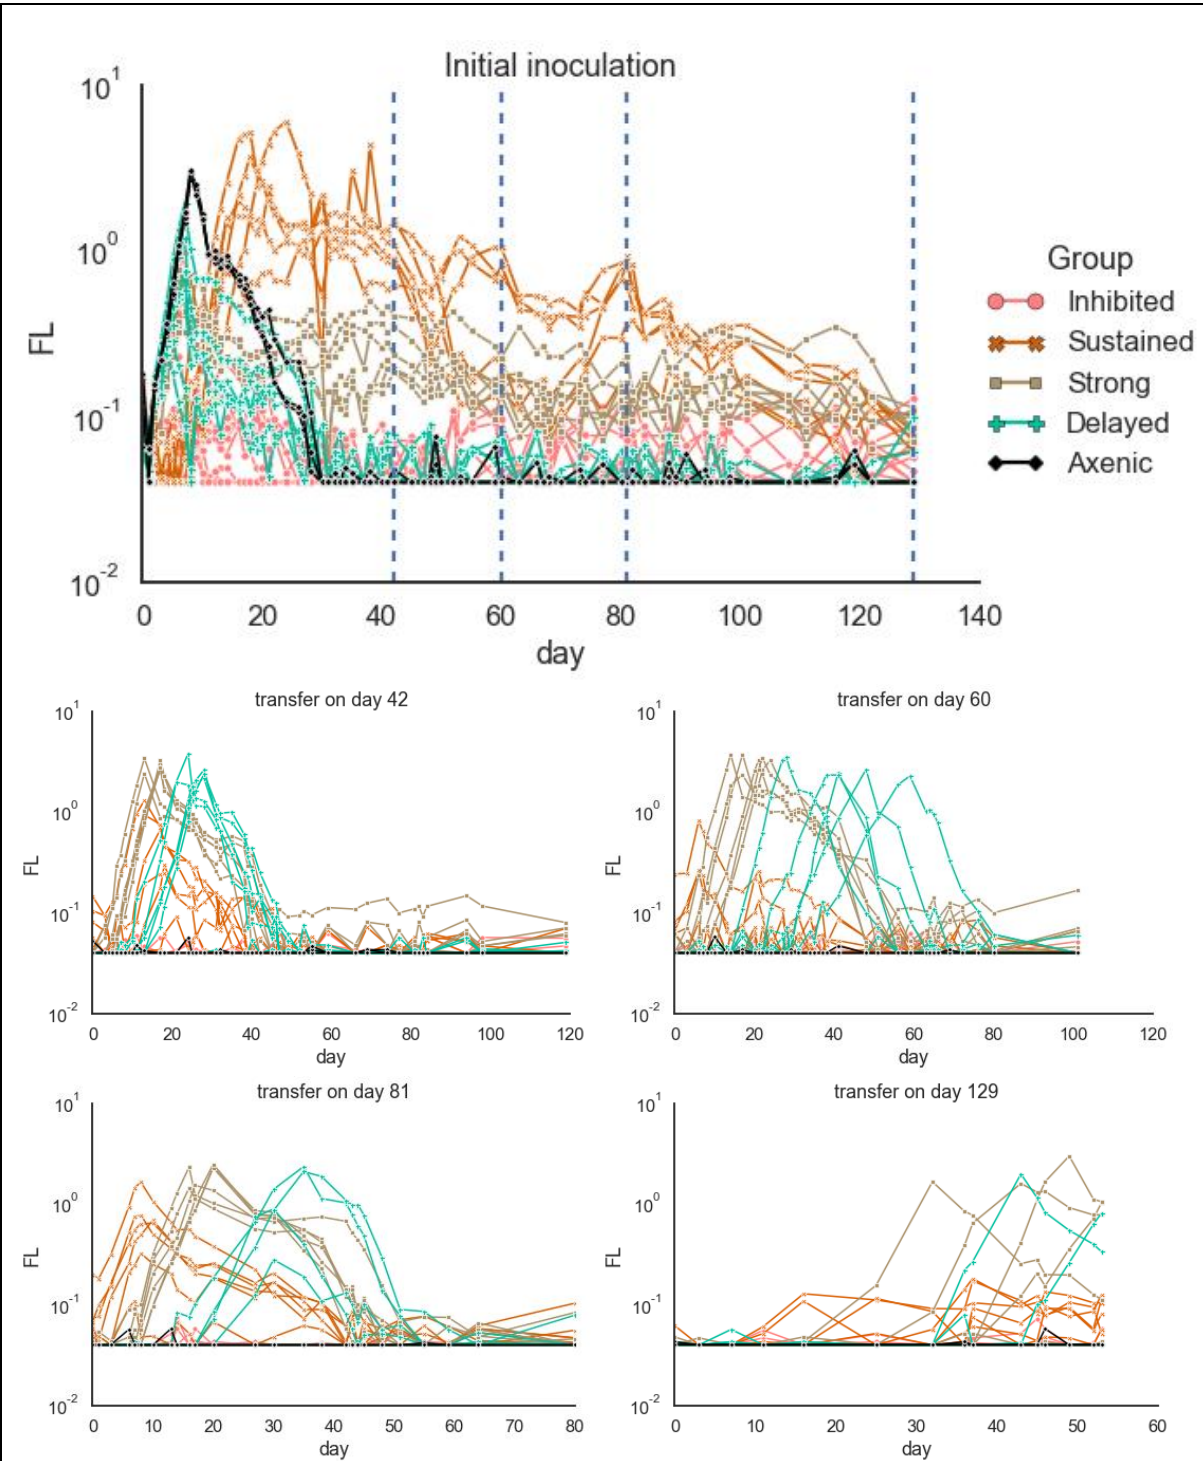 Initial inoculation
10^1
10^0
10^-1
10^-2
FL
0 20 40 60 80 100 120 140
day
Group
Inhibited
Sustained
Strong
Delayed
Axenic
transfer on day 42
10^1
10^0
10^-1
10^-2
FL
0 20 40 60 80 100 120
day
transfer on day 60
10^1
10^0
10^-1
10^-2
FL
0 20 40 60 80 100 120
day
transfer on day 81
10^1
10^0
10^-1
10^-2
FL
0 10 20 30 40 50 60 70 80
day
transfer on day 129
10^1
10^0
10^-1
10^-2
FL
0 10 20 30 40 50 60
day